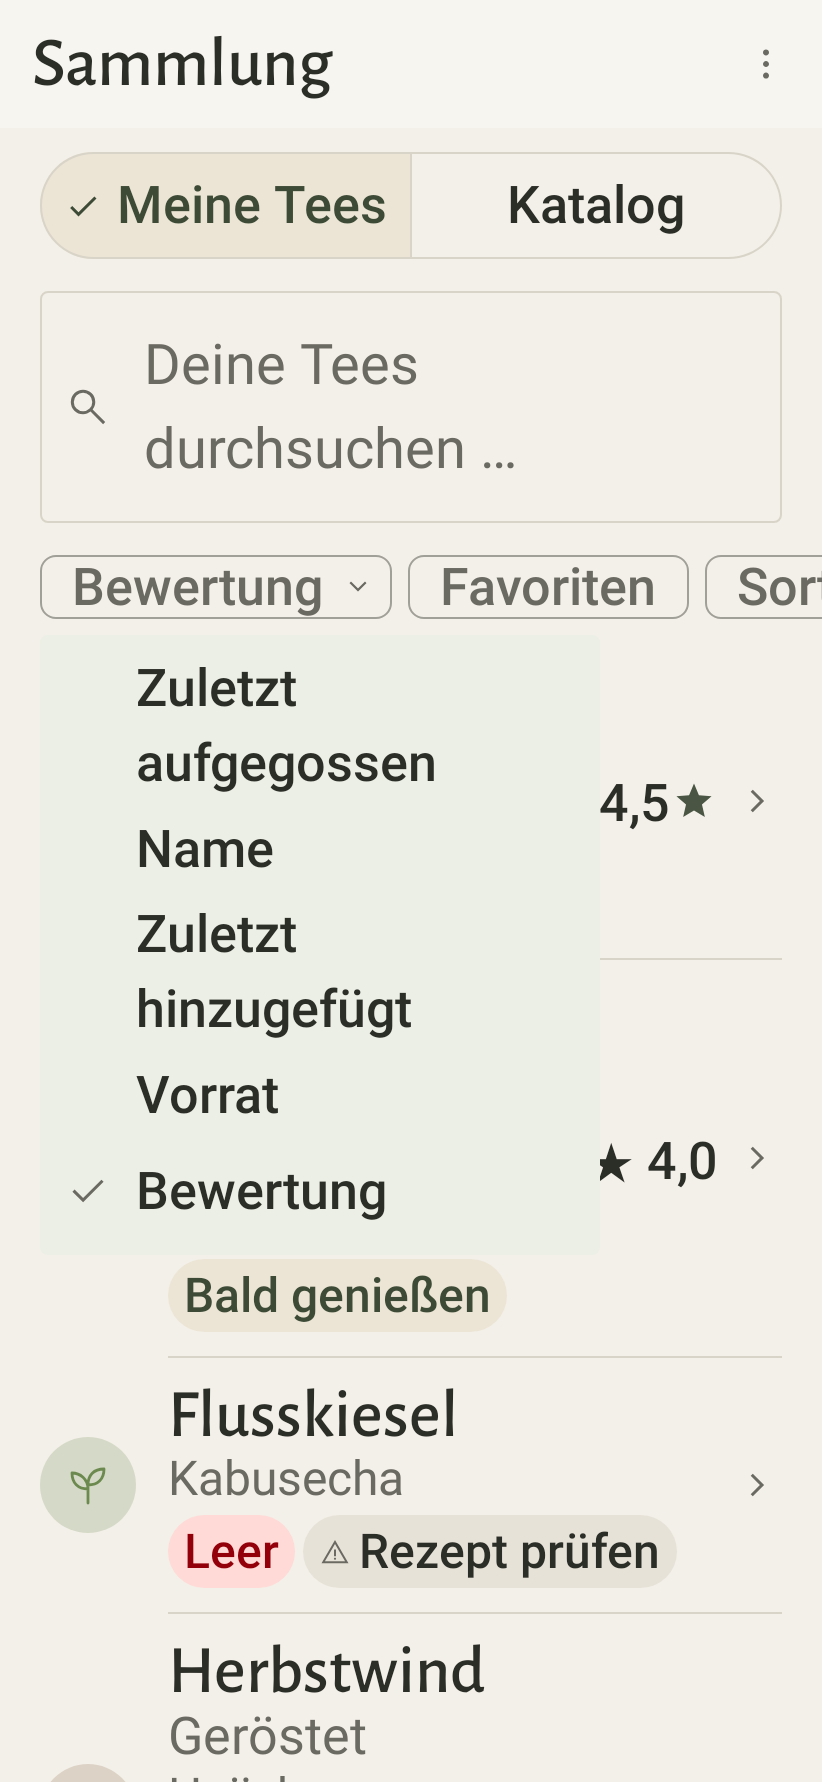 Sammlung
Meine Tees
Katalog
Deine Tees
durchsuchen …
Bewertung
Favoriten
Sort
Zuletzt
aufgegossen
Name
Zuletzt
hinzugefügt
Vorrat
Bewertung
4,5★
★ 4,0
Bald genießen
Flusskiesel
Kabusecha
Leer
Rezept prüfen
Herbstwind
Geröstet